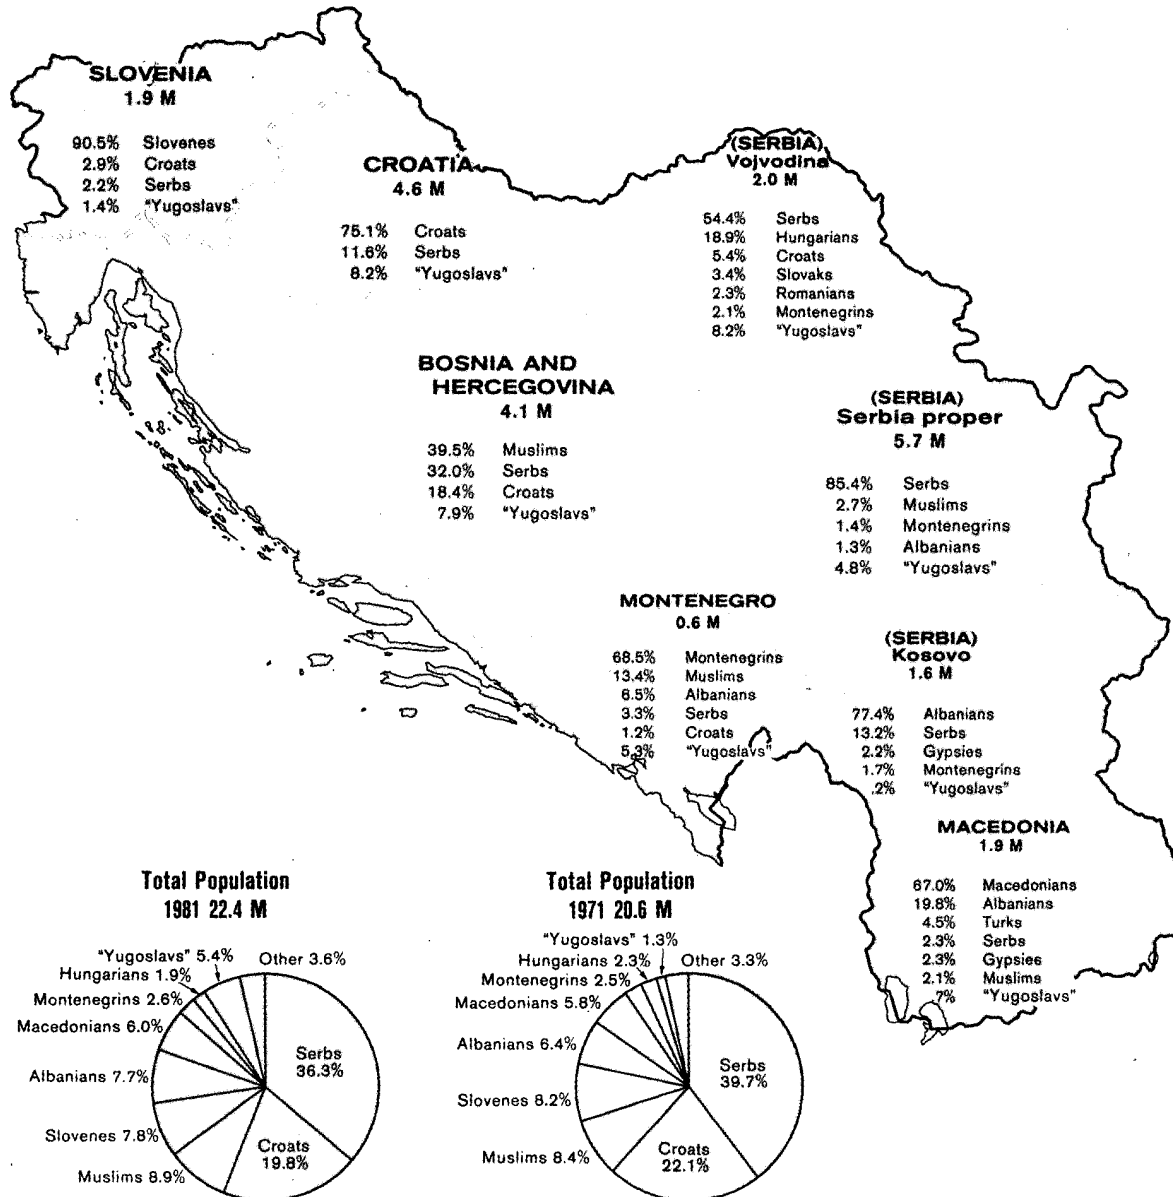 SLOVENIA
1.9 M
90.5% Slovenes
2.9% Croats
2.2% Serbs
1.4% "Yugoslavs"
CROATIA
4.6 M
75.1% Croats
11.6% Serbs
8.2% "Yugoslavs"
(SERBIA)
Vojvodina
2.0 M
54.4% Serbs
18.9% Hungarians
5.4% Croats
3.4% Slovaks
2.3% Romanians
2.1% Montenegrins
8.2% "Yugoslavs"
BOSNIA AND
HERCEGOVINA
4.1 M
39.5% Muslims
32.0% Serbs
18.4% Croats
7.9% "Yugoslavs"
(SERBIA)
Serbia proper
5.7 M
85.4% Serbs
2.7% Muslims
1.4% Montenegrins
1.3% Albanians
4.8% "Yugoslavs"
MONTENEGRO
0.6 M
68.5% Montenegrins
13.4% Muslims
6.5% Albanians
3.3% Serbs
1.2% Croats
5.3% "Yugoslavs"
(SERBIA)
Kosovo
1.6 M
77.4% Albanians
13.2% Serbs
2.2% Gypsies
1.7% Montenegrins
.2% "Yugoslavs"
MACEDONIA
1.9 M
67.0% Macedonians
19.8% Albanians
4.5% Turks
2.3% Serbs
2.3% Gypsies
2.1% Muslims
.7% "Yugoslavs"
Total Population
1981 22.4 M
"Yugoslavs" 5.4%
Other 3.6%
Hungarians 1.9%
Montenegrins 2.6%
Macedonians 6.0%
Albanians 7.7%
Slovenes 7.8%
Muslims 8.9%
Serbs
36.3%
Croats
19.8%
Total Population
1971 20.6 M
"Yugoslavs" 1.3%
Hungarians 2.3%
Other 3.3%
Montenegrins 2.5%
Macedonians 5.8%
Albanians 6.4%
Slovenes 8.2%
Muslims 8.4%
Serbs
39.7%
Croats
22.1%